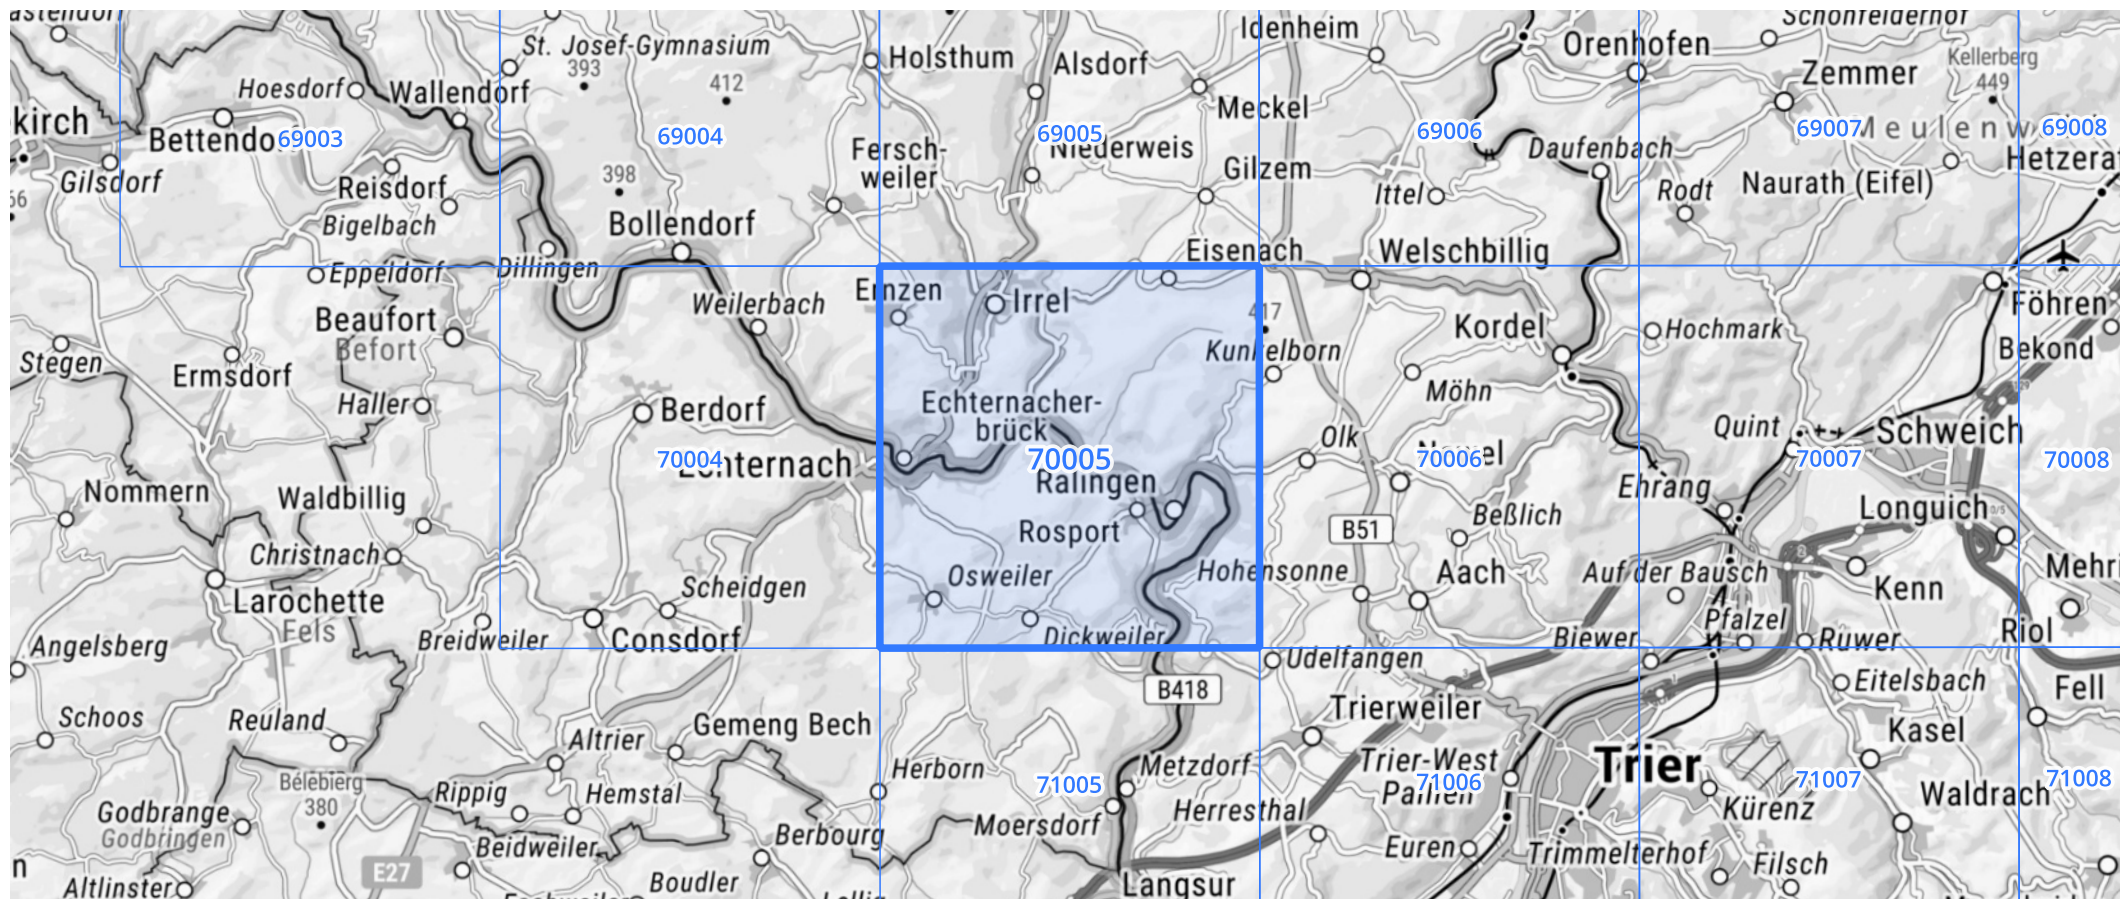 St. Josef-Gymnasium
393
412
Holsthum
Alsdorf
Idenheim
Meckel
Orenhofen
Schönfelderhof
Kellerberg
449
Zemmer
Hoesdorf
Wallendorf
kirch
69003
69004
69005
69006
69007
69008
Gilsdorf
Reisdorf
Bigelbach
398
Bollendorf
Fersch-
weiler
Niederweis
Gilzem
Ittel
Daufenbach
Rodt
Naurath (Eifel)
Eisenach
Welschbillig
Eppeldorf
Dillingen
Weilerbach
Ernzen
Irrel
Föhren
Beaufort
Befort
Stegen
Ermsdorf
Haller
Berdorf
Kunkelborn
Kordel
Hochmark
Bekond
Möhn
Echternacher-
brück
Olk
Quint
Schweich
70004
Echternach
70005
70006
70007
70008
Ralingen
Rosport
Nommern
Waldbillig
Christnach
Ehrang
Longuich
B51
Beßlich
Osweiler
Hohensonne
Aach
Auf der Bausch
Kenn
Scheidgen
Larochette
Fels
Breidweiler
Consdorf
Dickweiler
Biewer
Pfalzel
Ruwer
Riol
Angelsberg
Udelfangen
Eitelsbach
Fell
B418
Schoos
Reuland
Altrier
Gemeng Bech
Trierweiler
Kasel
Bélebierg
380
Herborn
Metzdorf
Trier-West
Pallien
Trier
71005
71006
71007
71008
Rippig
Hemstal
Godbrange
Godbringen
Beidweiler
Berbourg
Moersdorf
Herresthal
Kürenz
Waldrach
Euren
Trimmelterhof
Filsch
E27
Altlinster
Boudler
Langsur